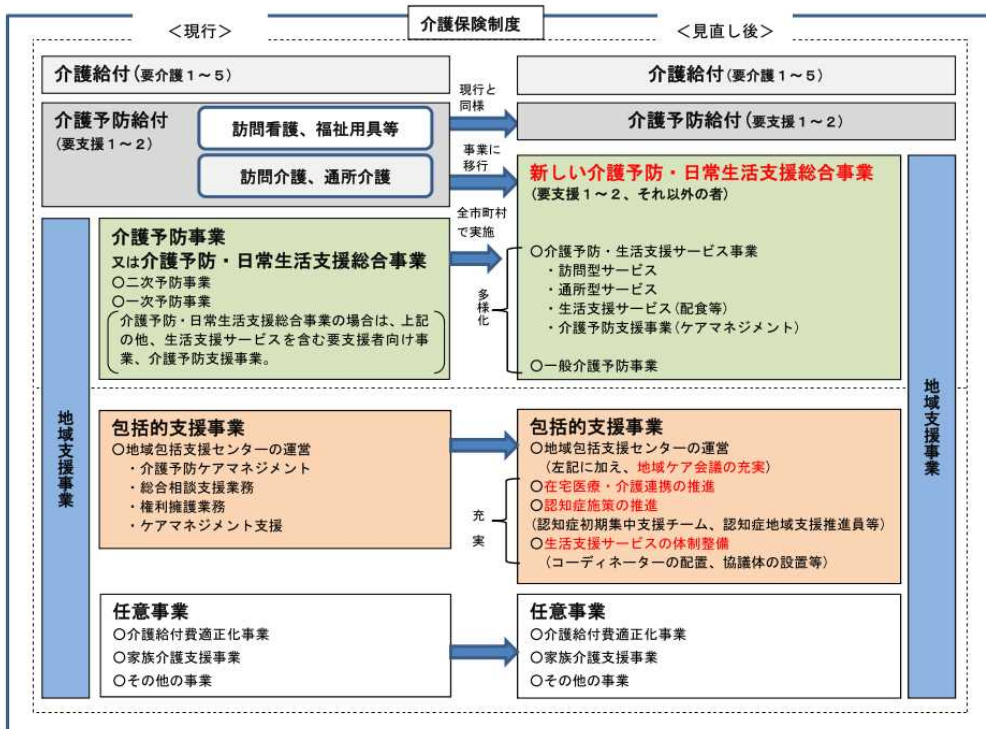 介護保険制度
＜現行＞
＜見直し後＞
介護給付（要介護１～５）
介護予防給付
（要支援１～２）
訪問看護、福祉用具等
訪問介護、通所介護
地域支援事業
介護予防事業
又は介護予防・日常生活支援総合事業
○二次予防事業
○一次予防事業
介護予防・日常生活支援総合事業の場合は、上記
の他、生活支援サービスを含む要支援者向け事
業、介護予防支援事業。
包括的支援事業
○地域包括支援センターの運営
・介護予防ケアマネジメント
・総合相談支援業務
・権利擁護業務
・ケアマネジメント支援
任意事業
○介護給付費適正化事業
○家族介護支援事業
○その他の事業
現行と
同様
事業に
移行
全市町村
で実施
多様化
充実
介護給付（要介護１～５）
介護予防給付（要支援１～２）
新しい介護予防・日常生活支援総合事業
（要支援１～２、それ以外の者）
○介護予防・生活支援サービス事業
・訪問型サービス
・通所型サービス
・生活支援サービス（配食等）
・介護予防支援事業（ケアマネジメント）
○一般介護予防事業
包括的支援事業
○地域包括支援センターの運営
（左記に加え、地域ケア会議の充実）
○在宅医療・介護連携の推進
○認知症施策の推進
（認知症初期集中支援チーム、認知症地域支援推進員等）
○生活支援サービスの体制整備
（コーディネーターの配置、協議体の設置等）
任意事業
○介護給付費適正化事業
○家族介護支援事業
○その他の事業
地域支援事業